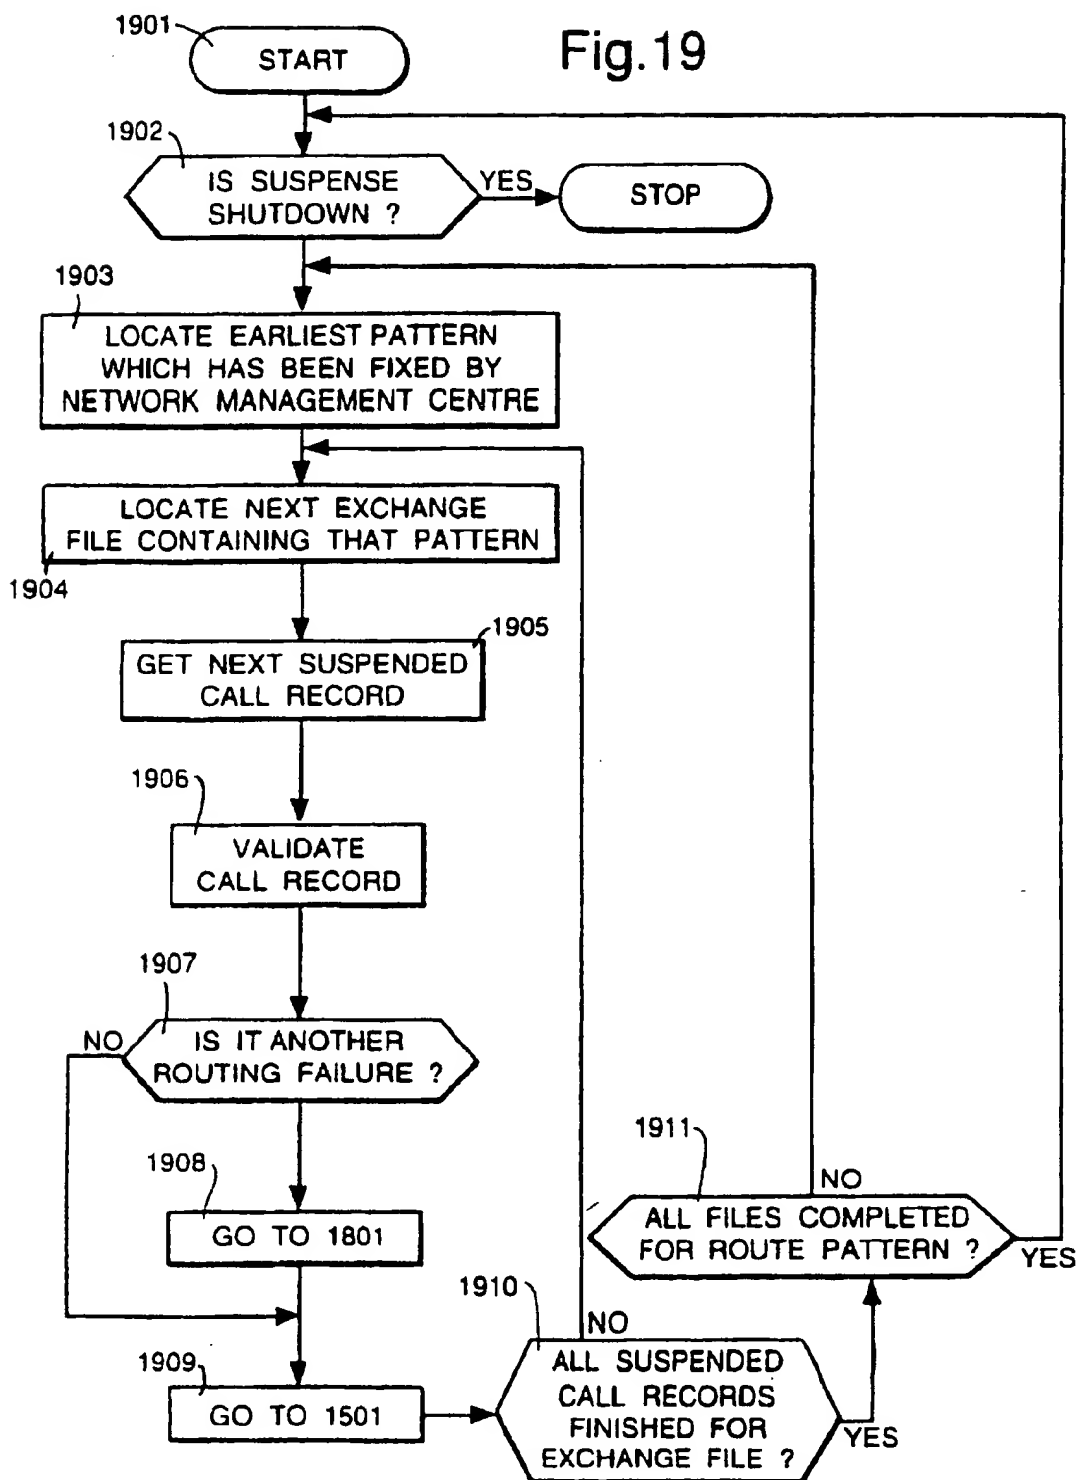 Fig.19
1901
START
1902
IS SUSPENSE
SHUTDOWN ?
YES
STOP
1903
LOCATE EARLIEST PATTERN
WHICH HAS BEEN FIXED BY
NETWORK MANAGEMENT CENTRE
LOCATE NEXT EXCHANGE
FILE CONTAINING THAT PATTERN
1904
1905
GET NEXT SUSPENDED
CALL RECORD
1906
VALIDATE
CALL RECORD
1907
NO
IS IT ANOTHER
ROUTING FAILURE ?
1908
GO TO 1801
1909
GO TO 1501
1910
NO
ALL SUSPENDED
CALL RECORDS
FINISHED FOR
EXCHANGE FILE ?
YES
1911
NO
ALL FILES COMPLETED
FOR ROUTE PATTERN ?
YES